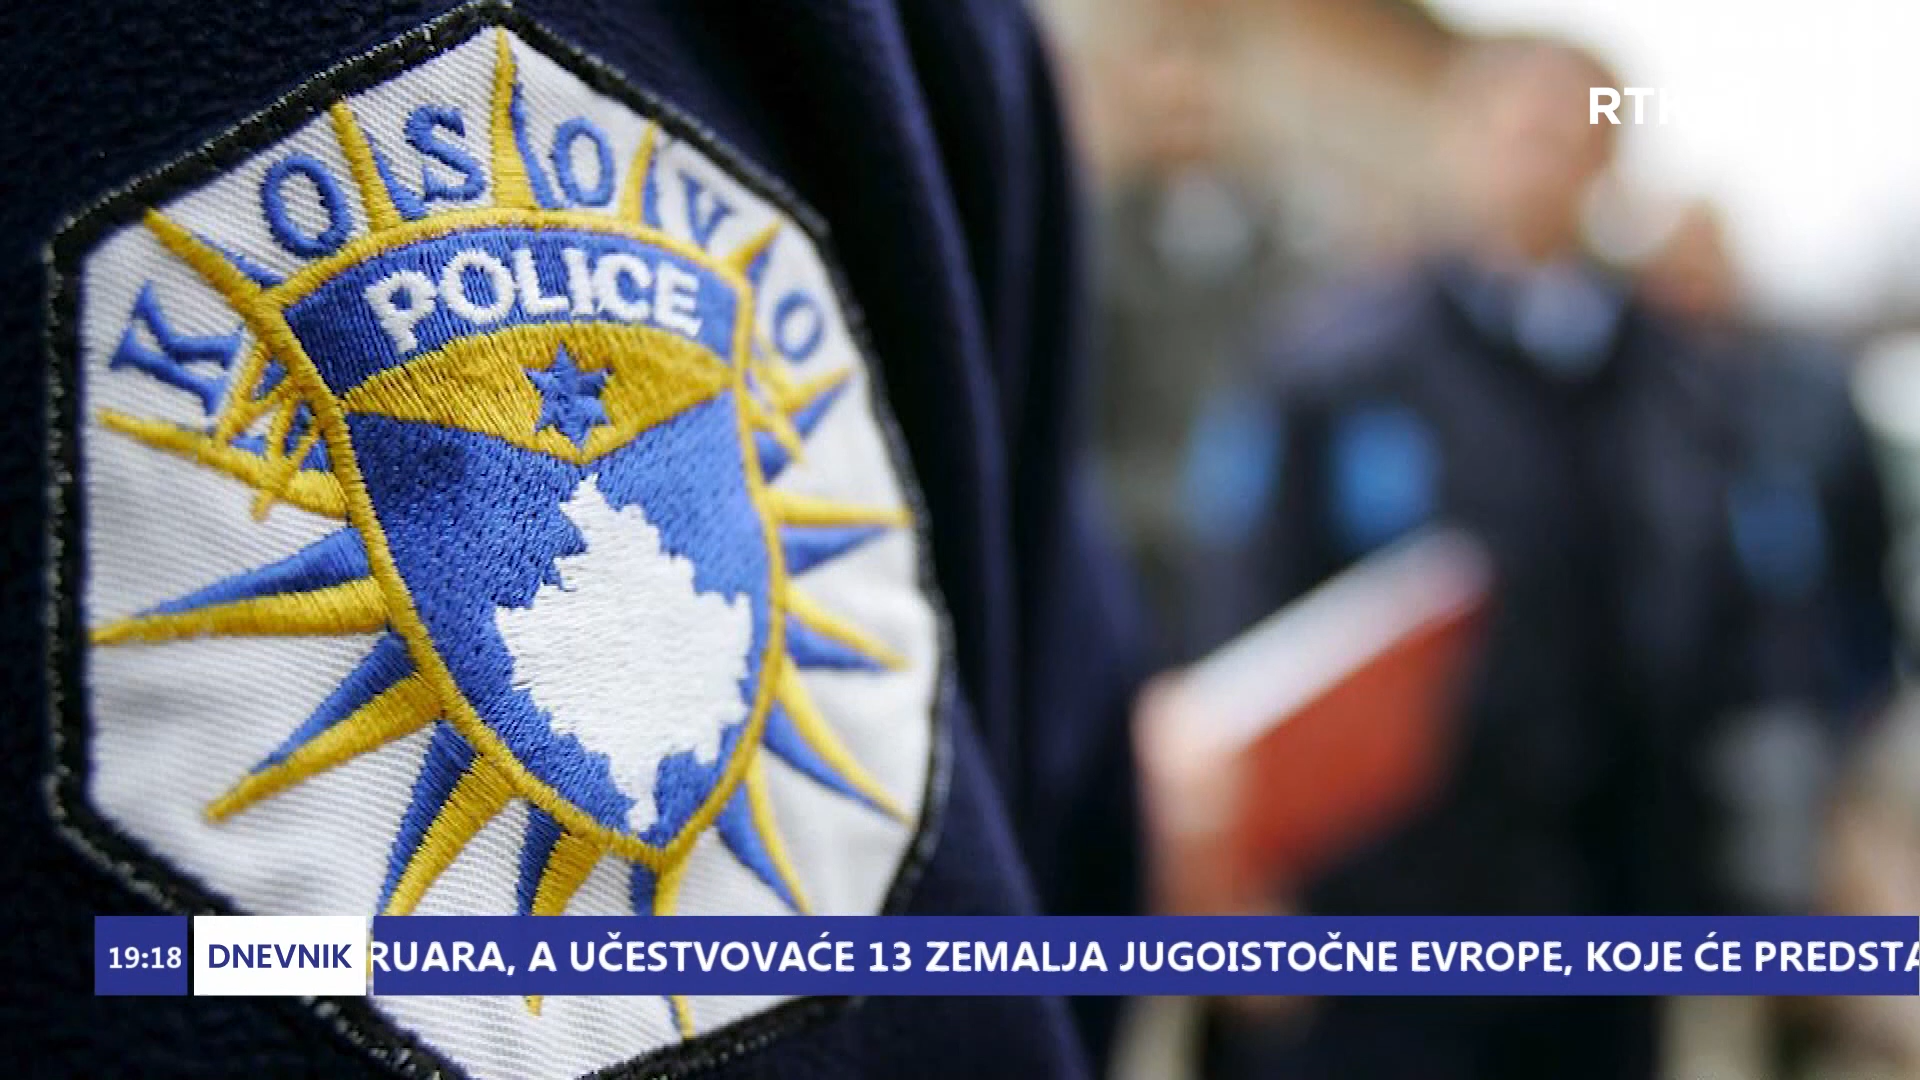 KOSOVO
POLICE
RTK
19:18 DNEVNIK RUARA, A UČESTVOVAĆE 13 ZEMALJA JUGOISTOČNE EVROPE, KOJE ĆE PREDSTA